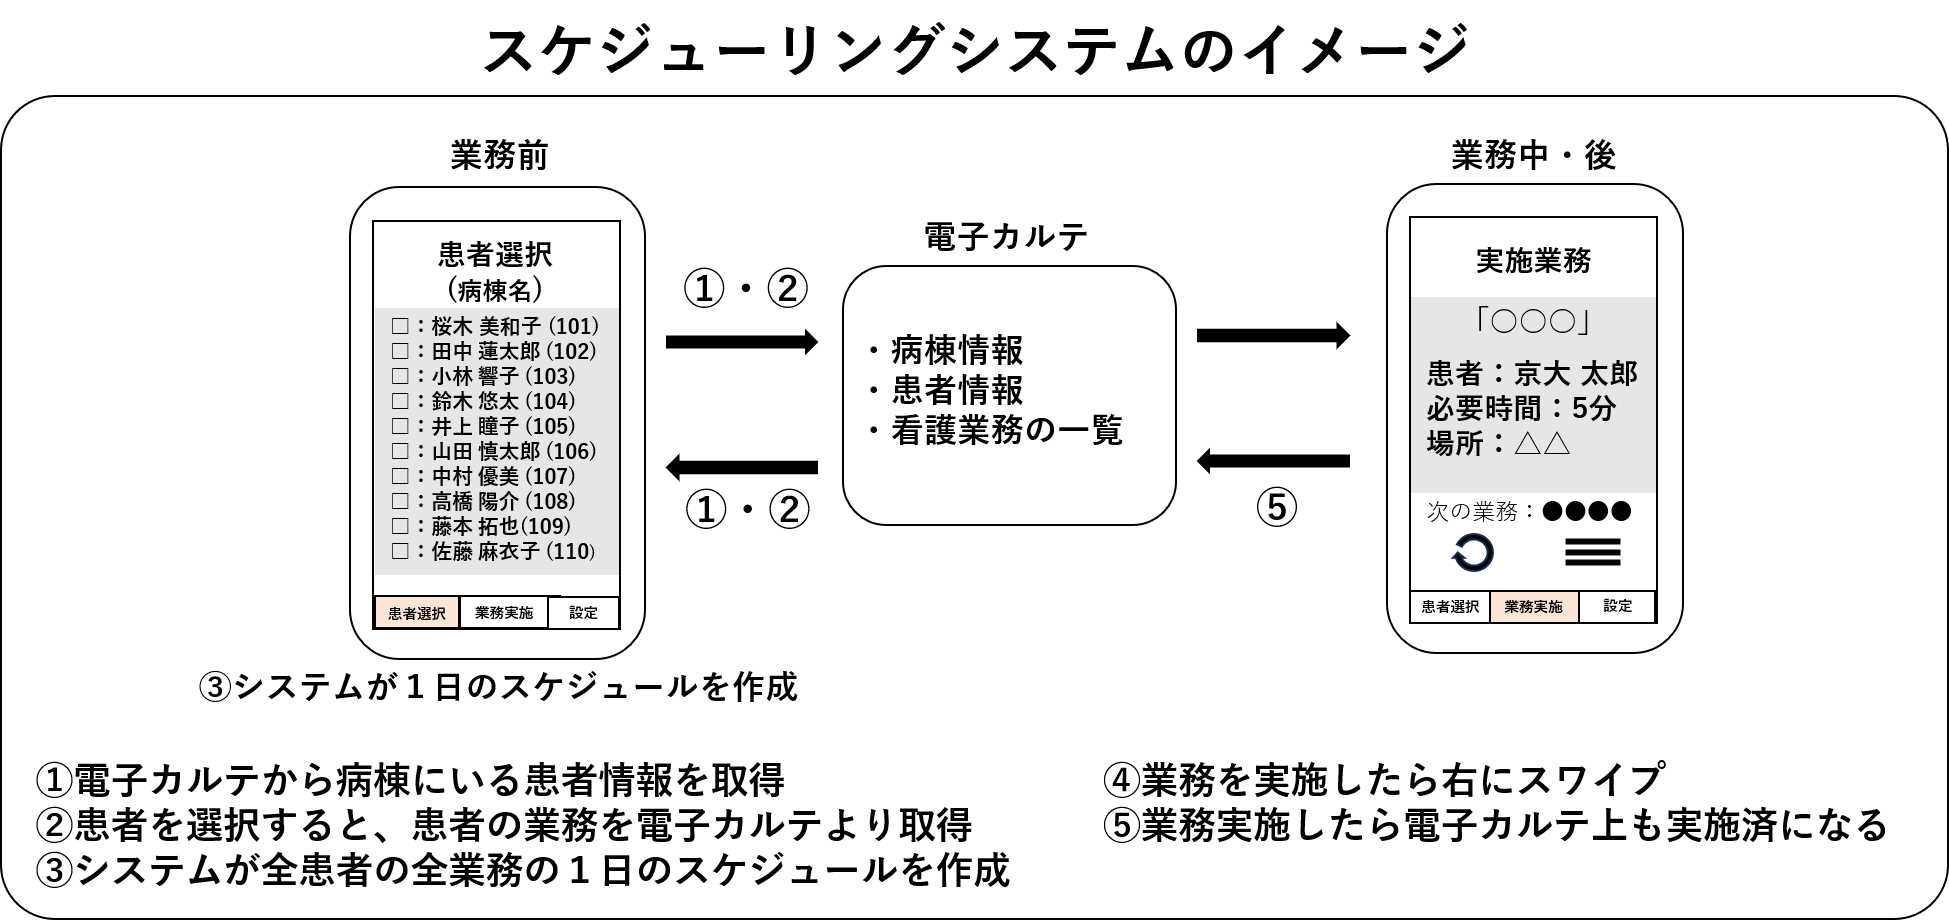 スケジューリングシステムのイメージ
業務前
患者選択
(病棟名)
□：桜木 美和子 (101)
□：田中 蓮太郎 (102)
□：小林 響子 (103)
□：鈴木 悠太 (104)
□：井上 瞳子 (105)
□：山田 慎太郎 (106)
□：中村 優美 (107)
□：高橋 陽介 (108)
□：藤本 拓也(109)
□：佐藤 麻衣子 (110)
患者選択 業務実施 設定
③システムが１日のスケジュールを作成
①・②
①・②
電子カルテ
・病棟情報
・患者情報
・看護業務の一覧
⑤
業務中・後
実施業務
「○○○」
患者：京大 太郎
必要時間：5分
場所：△△
次の業務：●●●●
患者選択 業務実施 設定
①電子カルテから病棟にいる患者情報を取得
②患者を選択すると、患者の業務を電子カルテより取得
③システムが全患者の全業務の１日のスケジュールを作成
④業務を実施したら右にスワイプ
⑤業務実施したら電子カルテ上も実施済になる